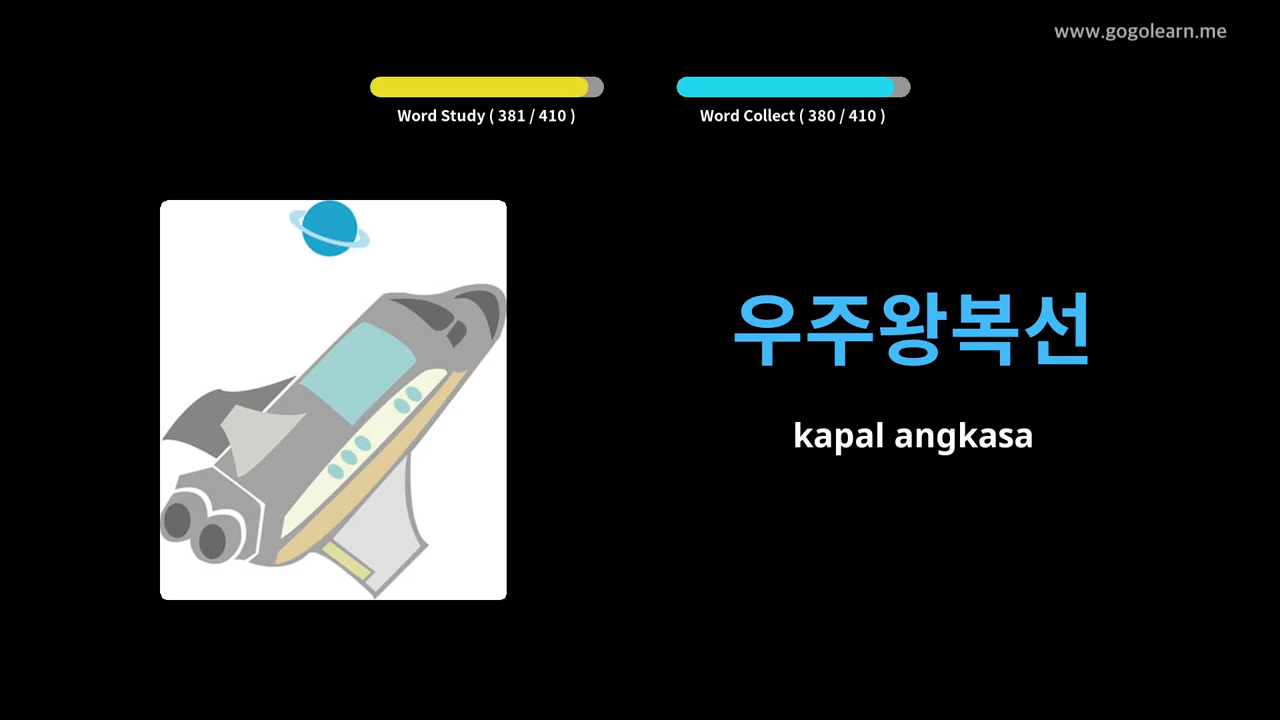 www.gogolearn.me
Word Study ( 381 / 410 )
Word Collect ( 380 / 410 )
우주왕복선
kapal angkasa